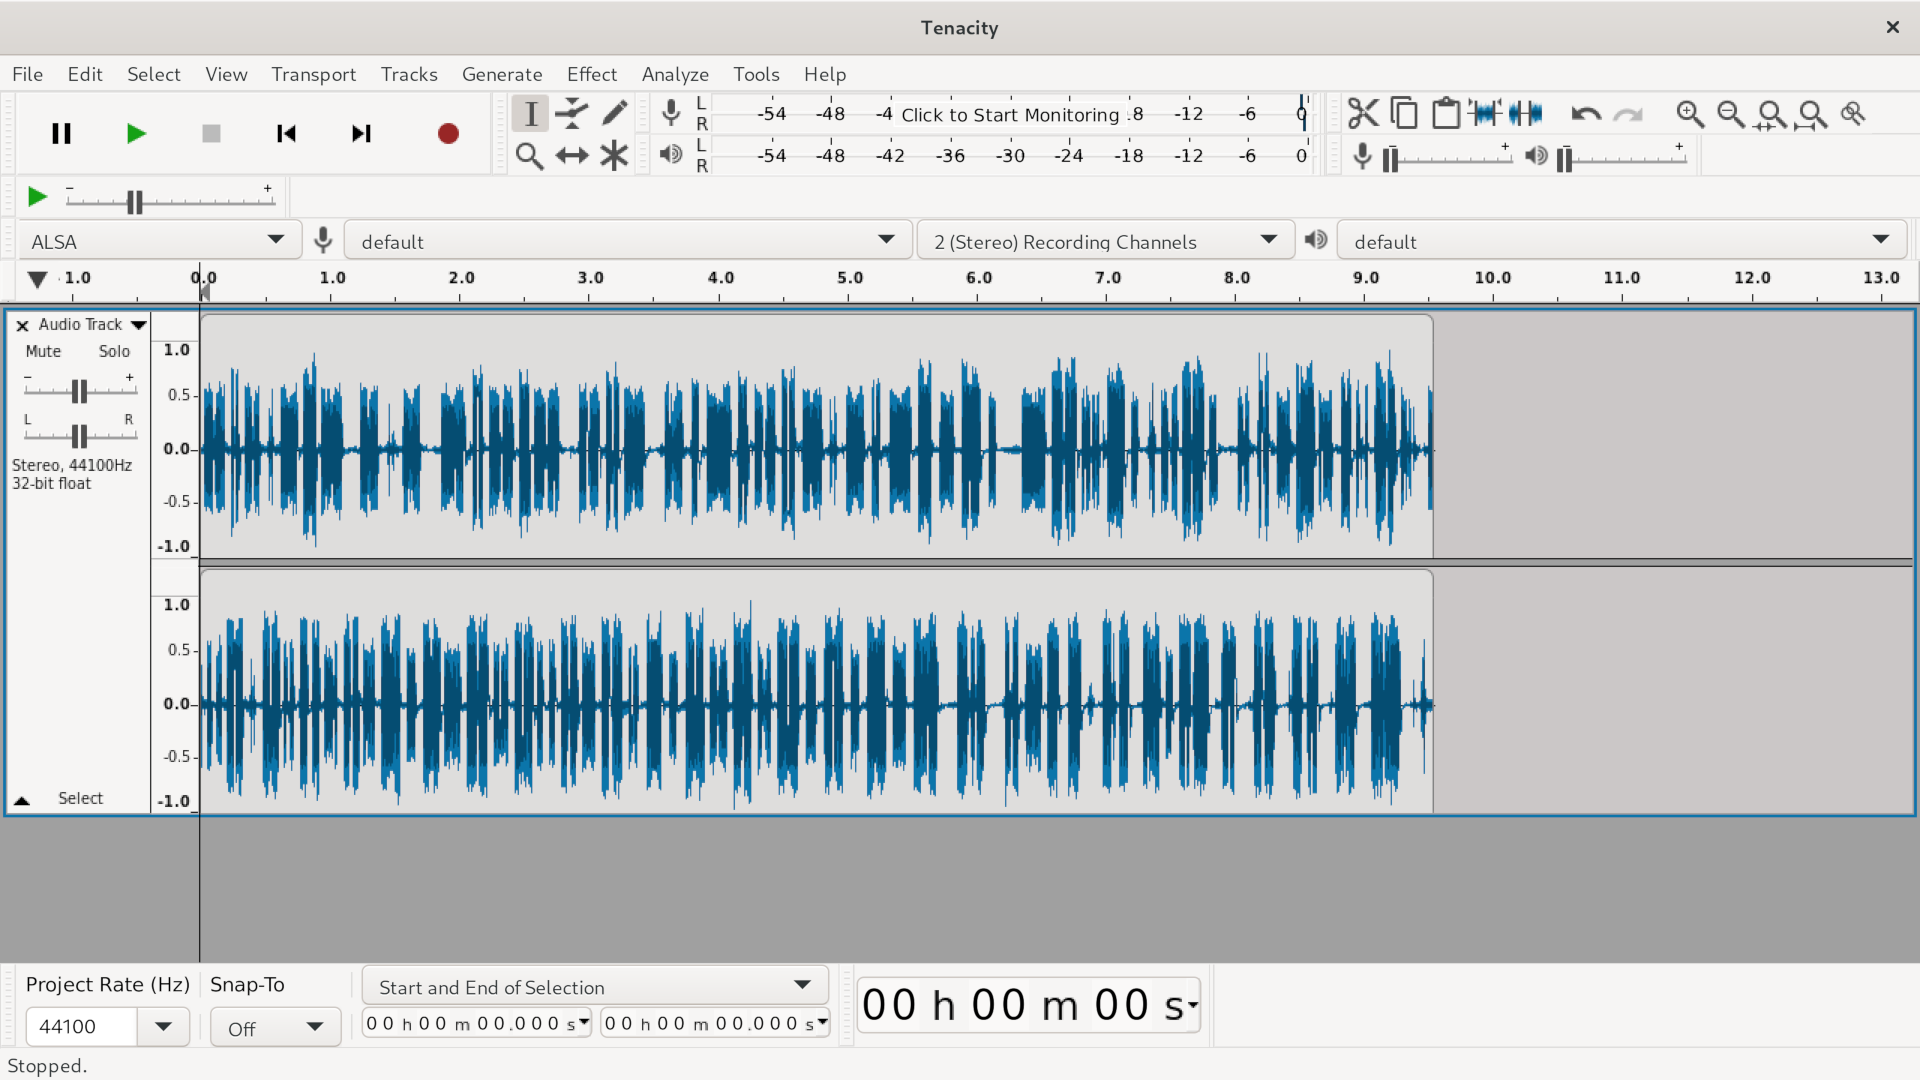 Tenacity
File Edit Select View Transport Tracks Generate Effect Analyze Tools Help
L R -54 -48 -4 Click to Start Monitoring .8 -12 -6 0
L R -54 -48 -42 -36 -30 -24 -18 -12 -6 0
- + - +
- +
ALSA default 2 (Stereo) Recording Channels default
1.0 0.0 1.0 2.0 3.0 4.0 5.0 6.0 7.0 8.0 9.0 10.0 11.0 12.0 13.0
Audio Track
Mute Solo
- +
L R
Stereo, 44100Hz
32-bit float
1.0
0.5
0.0
-0.5
-1.0
1.0
0.5
0.0
-0.5
-1.0
Select
Project Rate (Hz) Snap-To Start and End of Selection
44100 Off 00 h 00 m 00.000 s 00 h 00 m 00.000 s 00 h 00 m 00 s
Stopped.